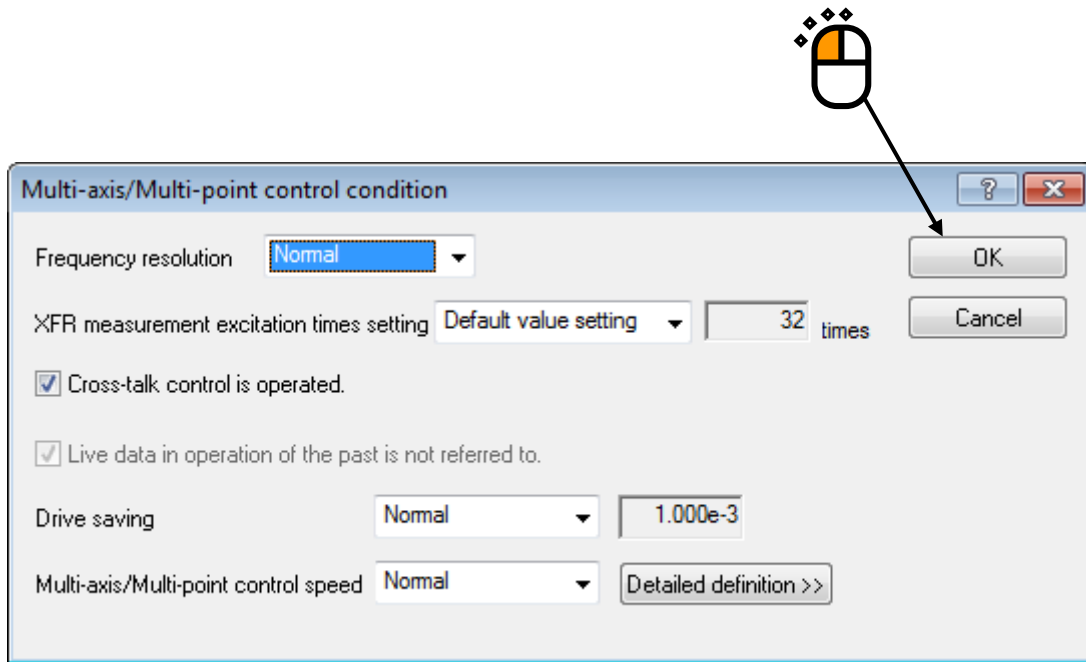 Multi-axis/Multi-point control condition
?
Frequency resolution Normal OK
XFR measurement excitation times setting Default value setting 32 times Cancel
Cross-talk control is operated.
Live data in operation of the past is not referred to.
Drive saving Normal 1.000e-3
Multi-axis/Multi-point control speed Normal Detailed definition >>